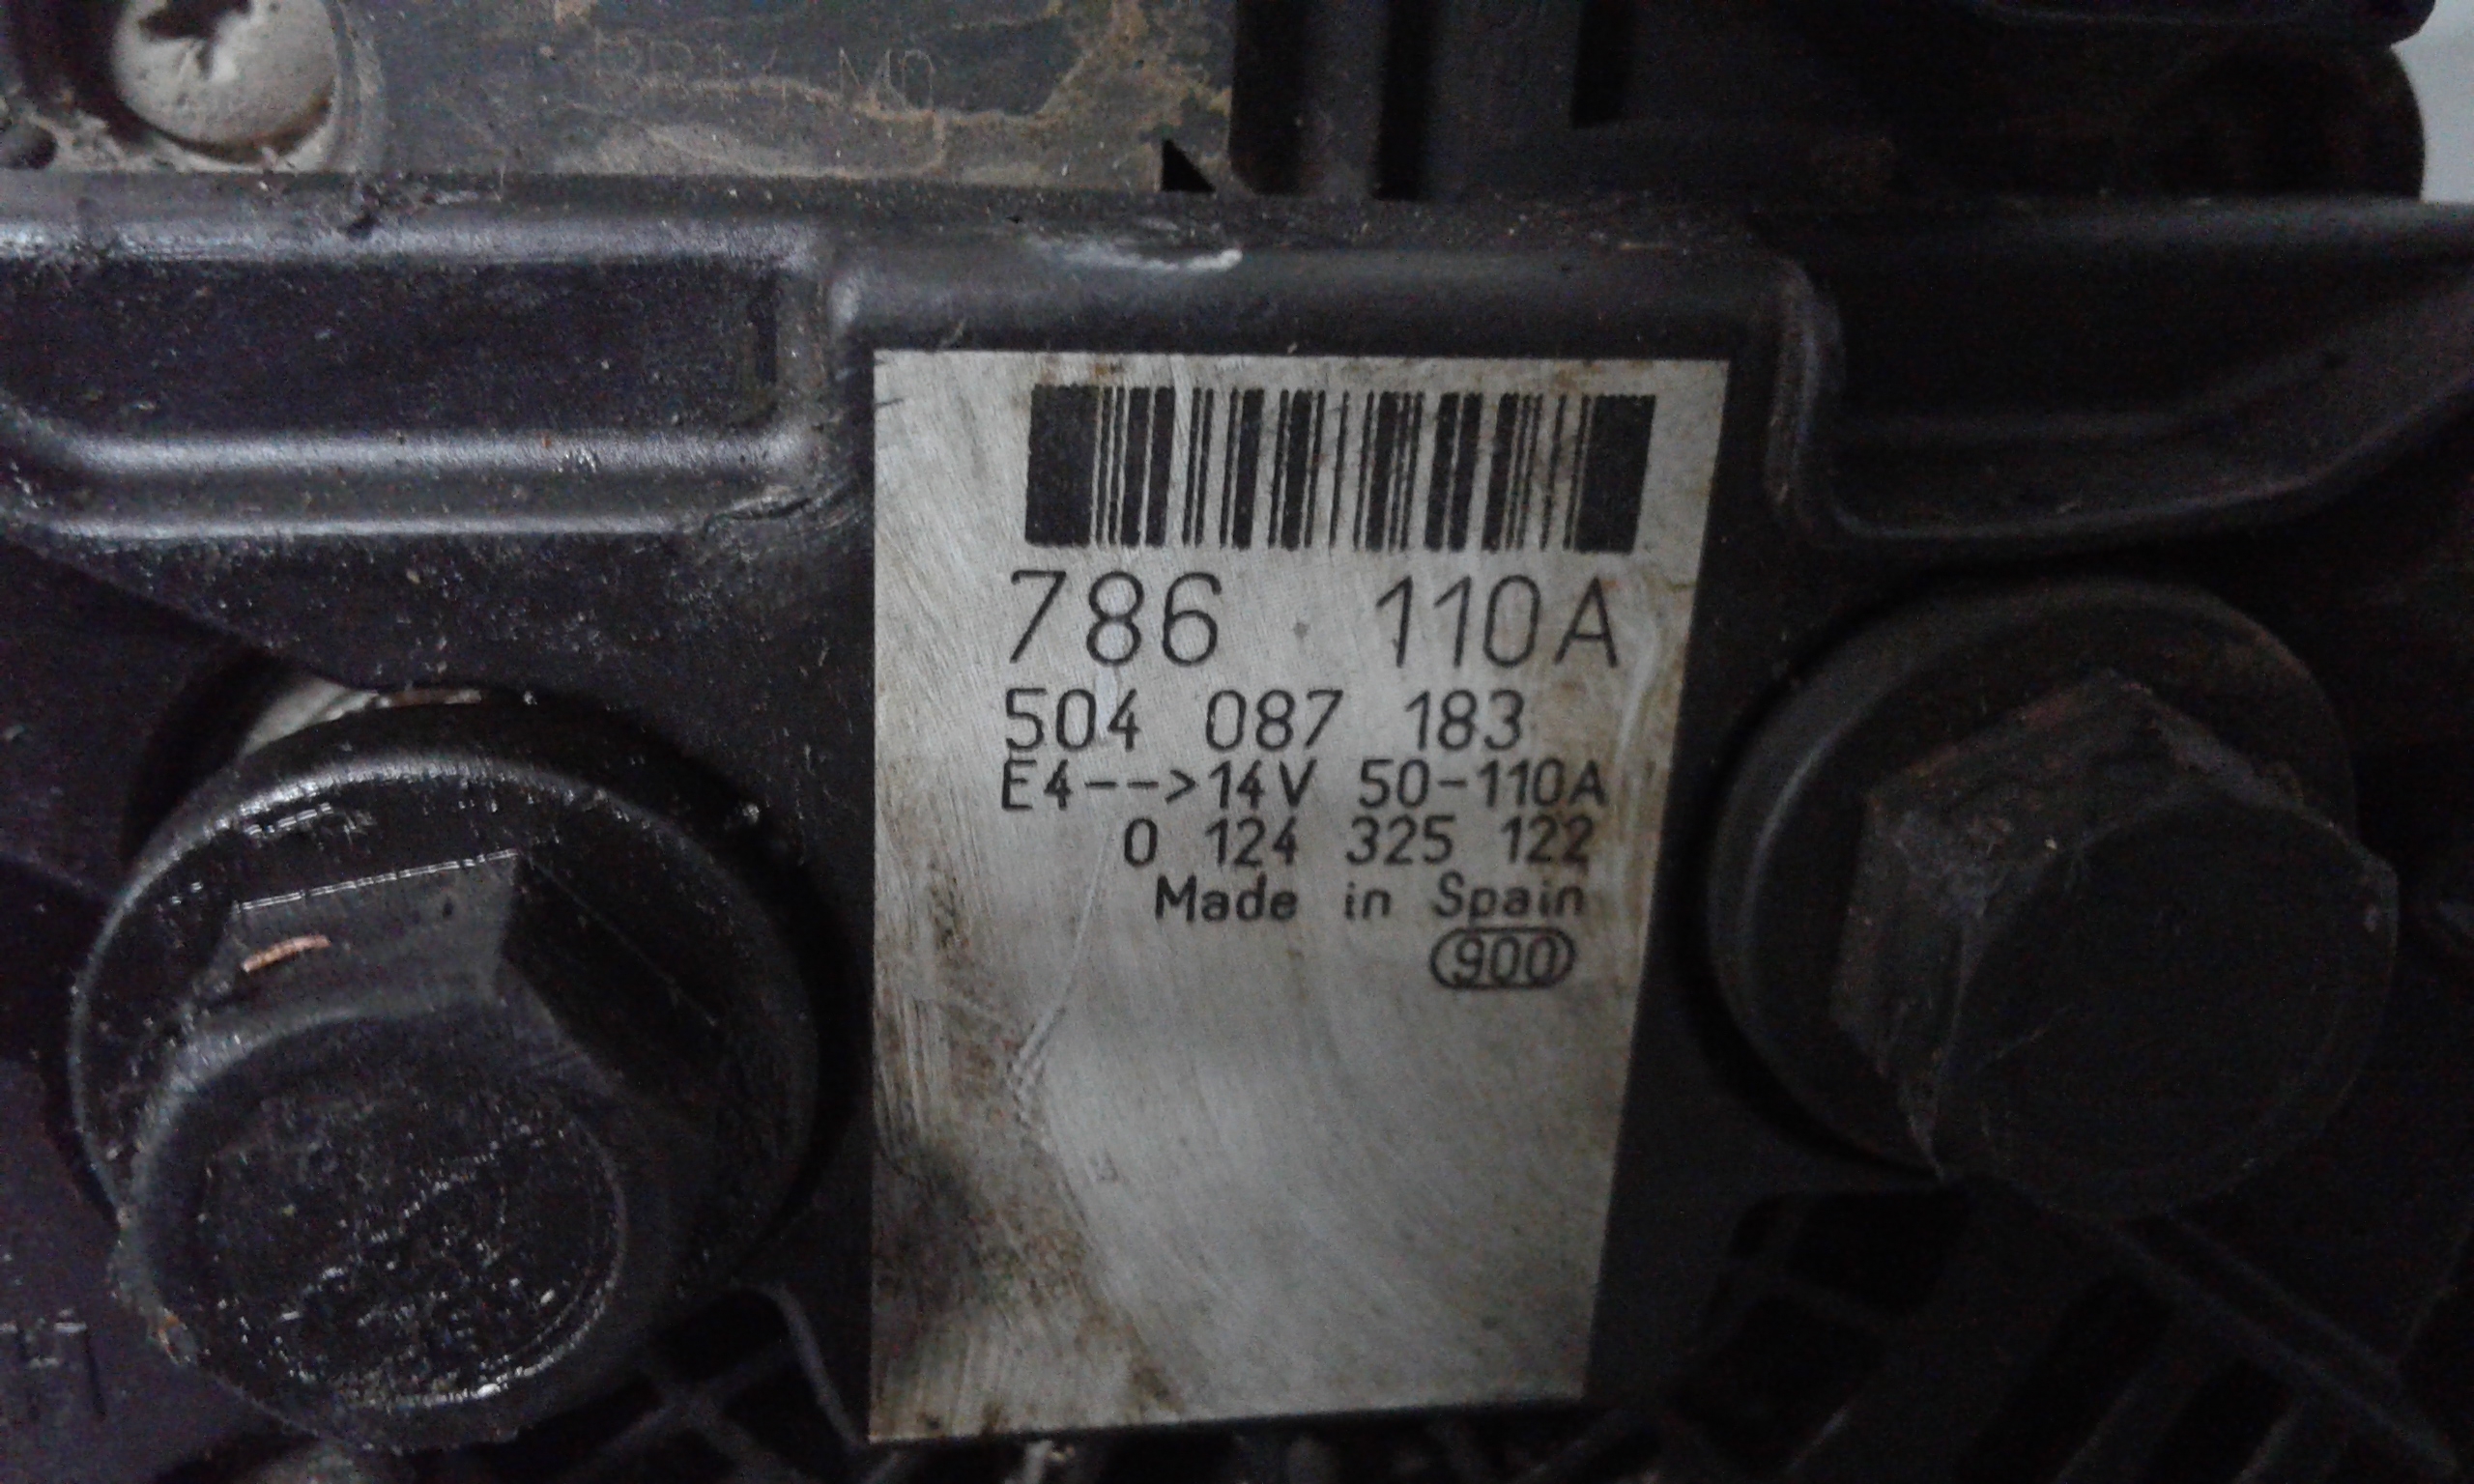 786 110A
504 087 183
E4-->14V 50-110A
0 124 325 122
Made in Spain
900